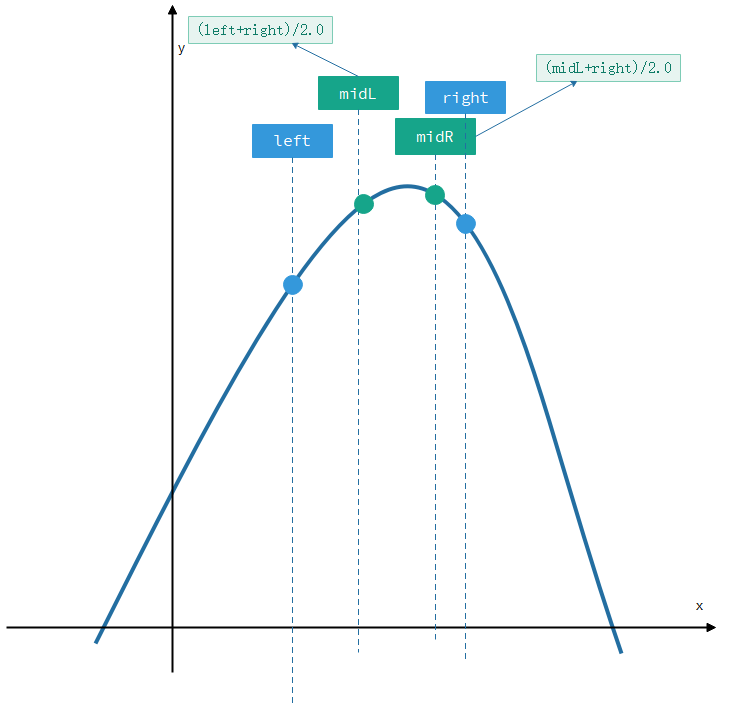 (left+right)/2.0
y
(midL+right)/2.0
midL
right
midR
left
x